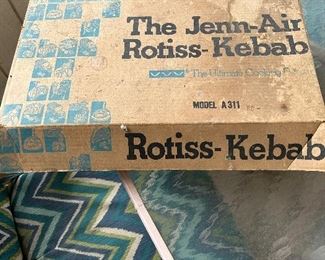 The Jenn-Air
Rotiss-Kebab
The Ultimate Cooking
MODEL A311
Rotiss-Kebab